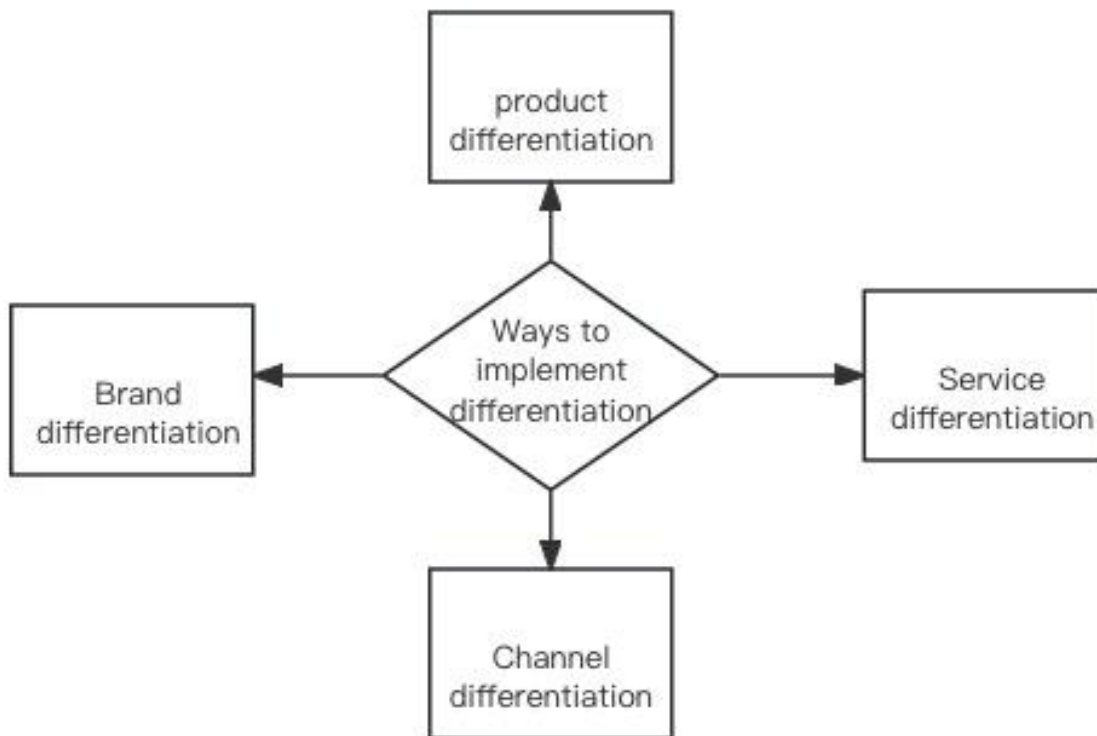 product
differentiation
Ways to
implement
differentiation
Brand
differentiation
Service
differentiation
Channel
differentiation